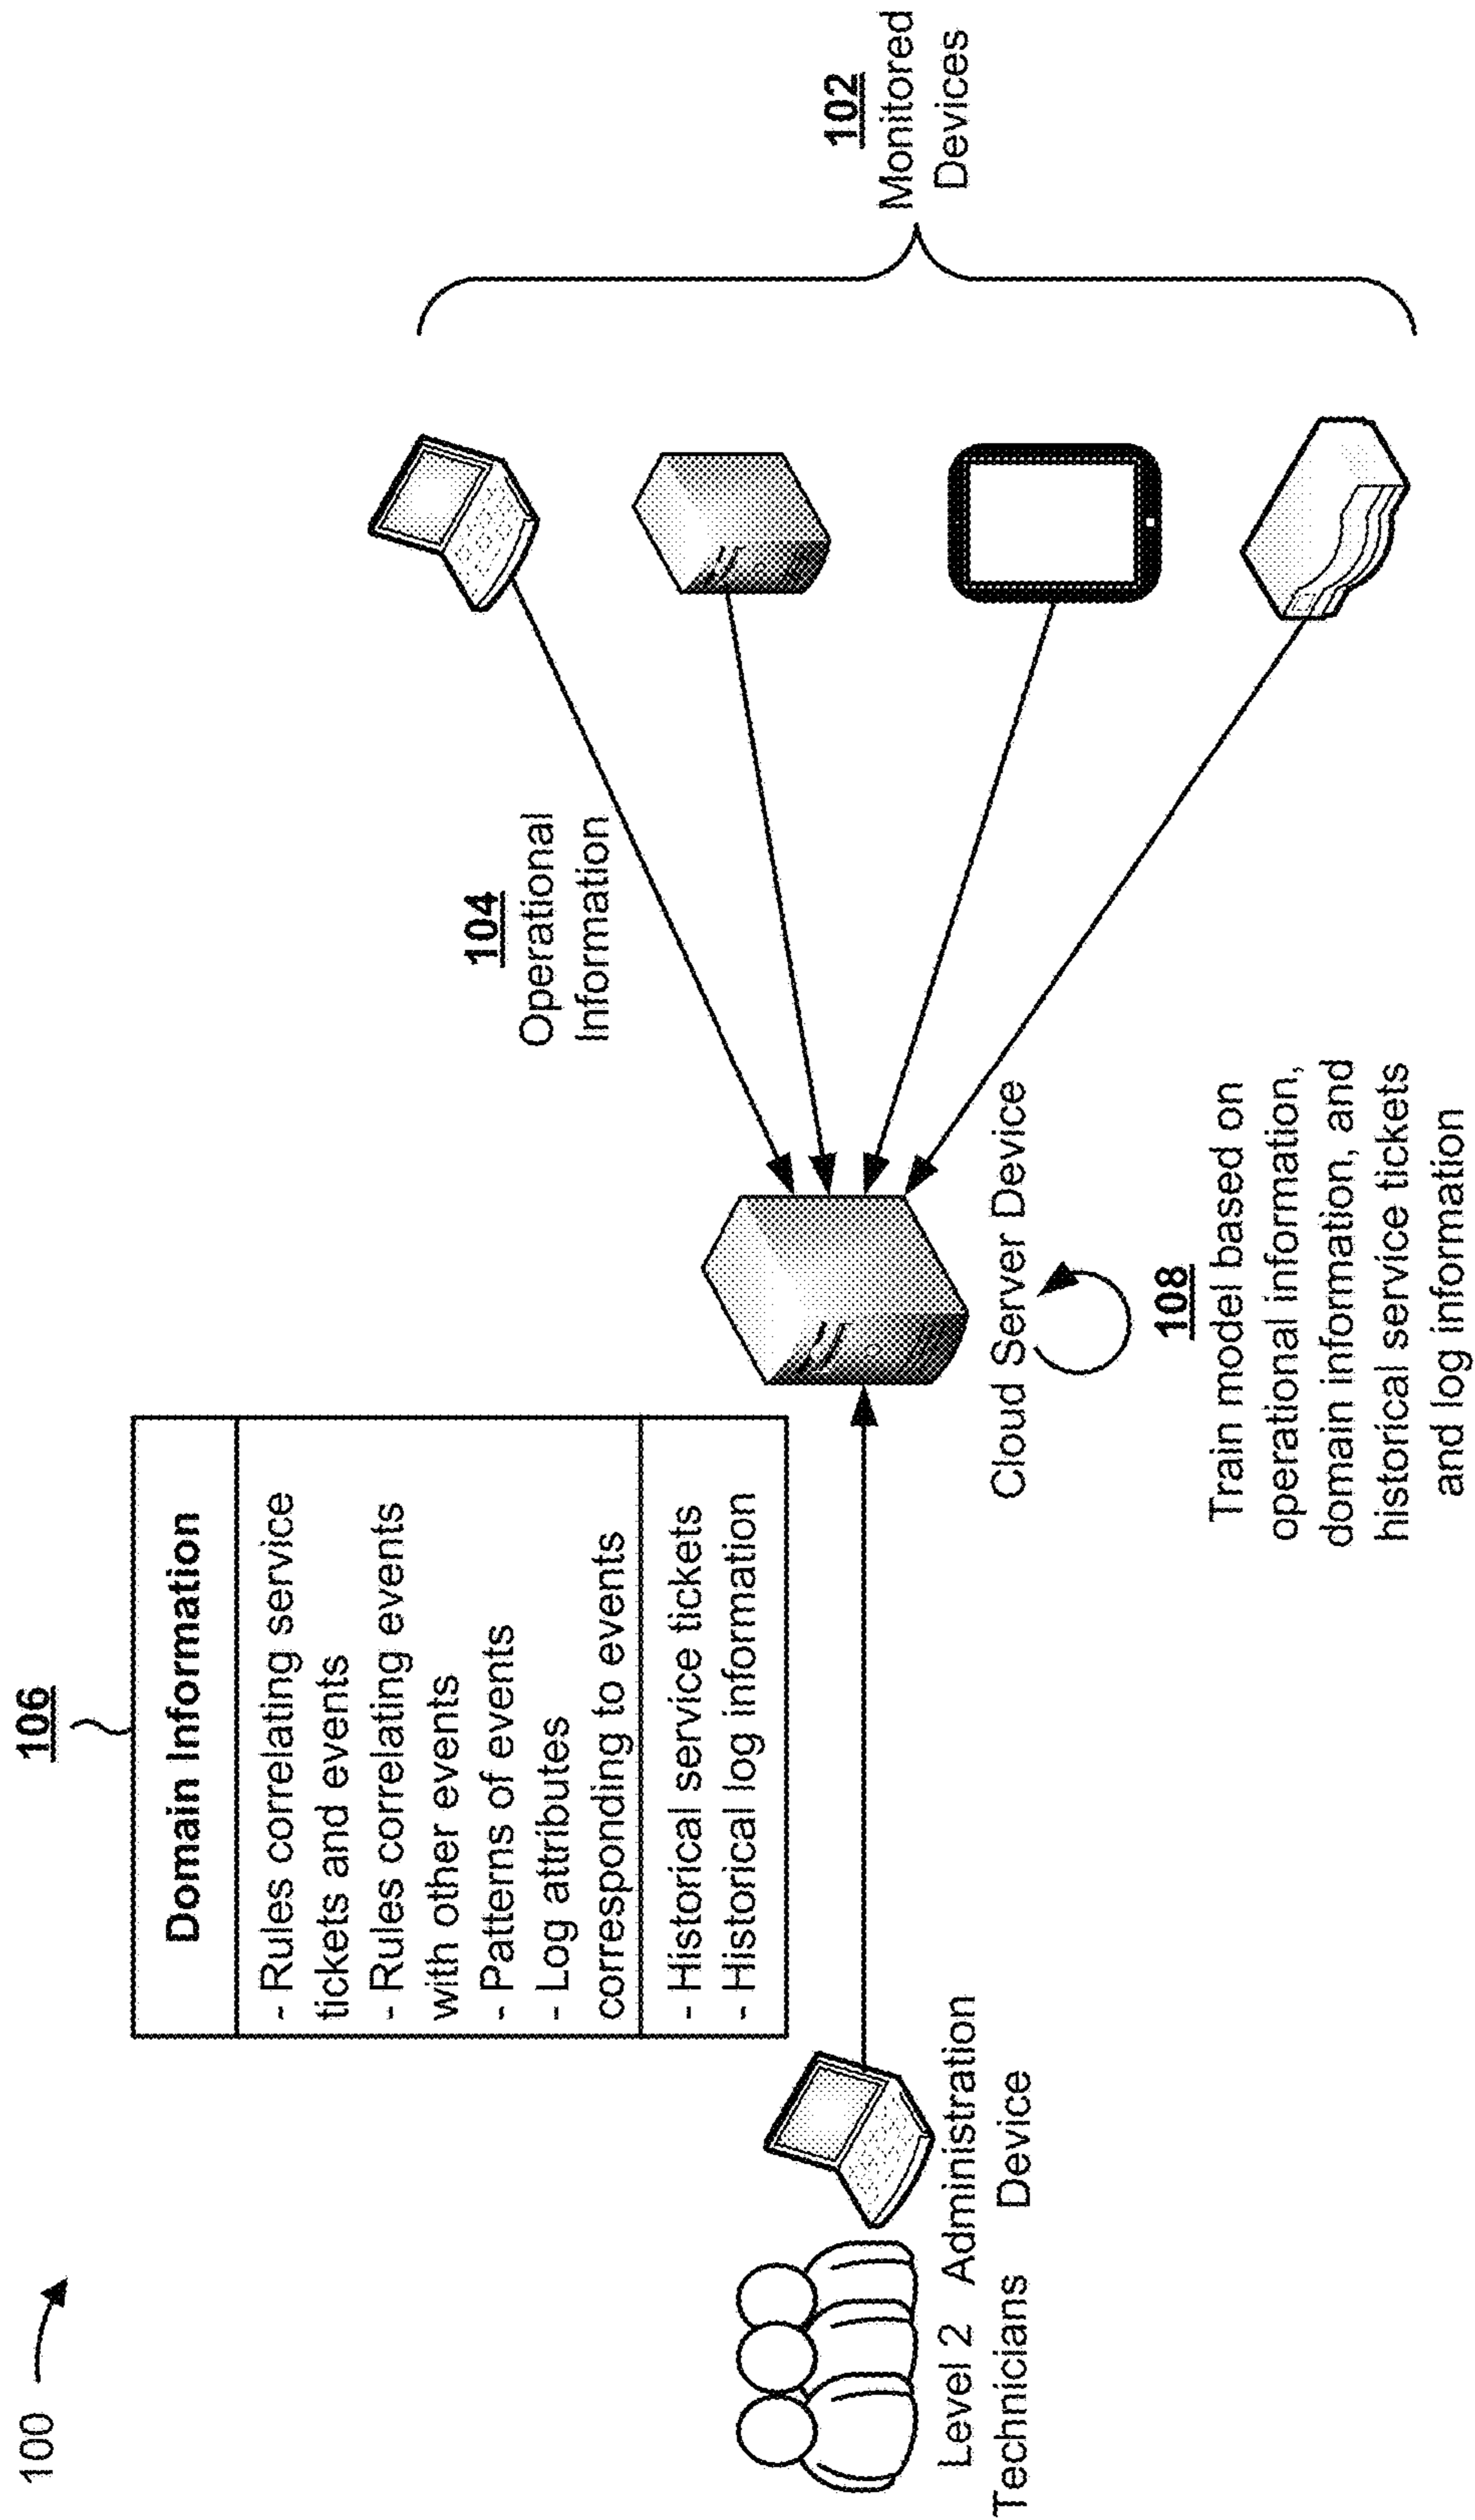 100
106
Domain Information
- Rules correlating service
tickets and events
- Rules correlating events
with other events
- Patterns of events
- Log attributes
corresponding to events
- Historical service tickets
- Historical log information
Level 2
Technicians
Administration
Device
Cloud Server Device
108
Train model based on
operational information,
domain information, and
historical service tickets
and log information
104
Operational
Information
102
Monitored
Devices